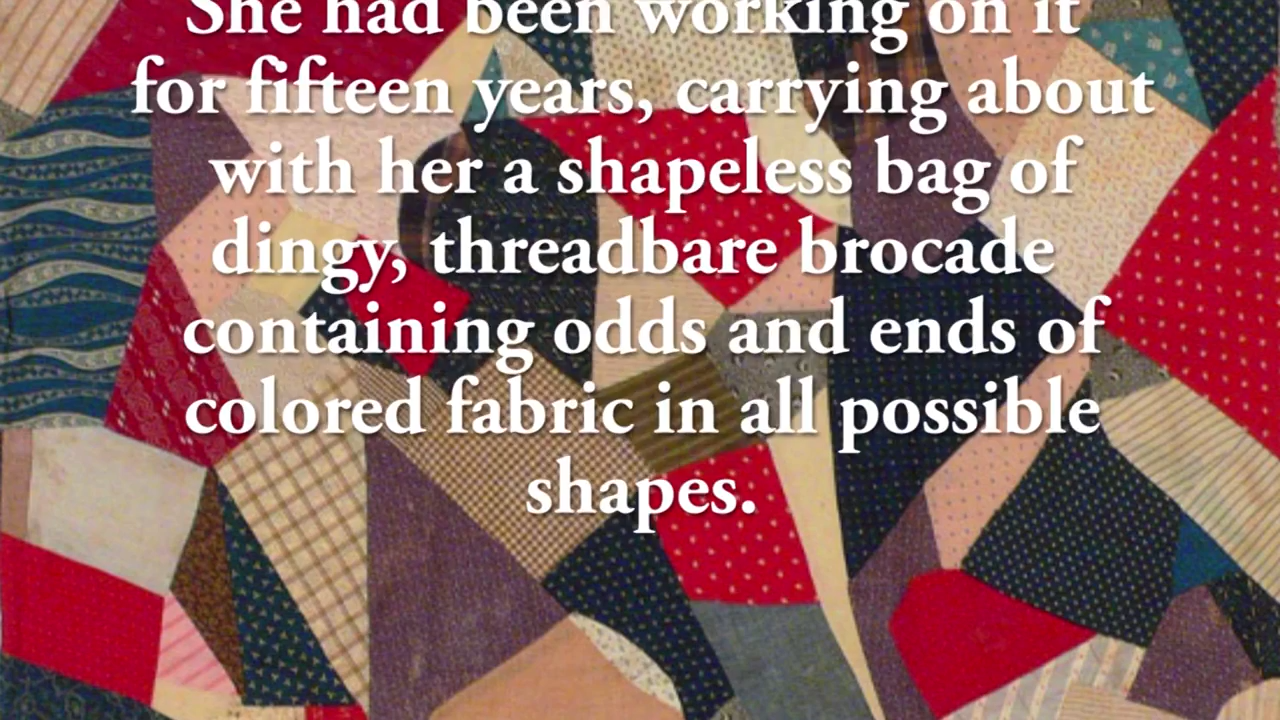 She had been working on it
for fifteen years, carrying about
with her a shapeless bag of
dingy, threadbare brocade
containing odds and ends of
colored fabric in all possible
shapes.